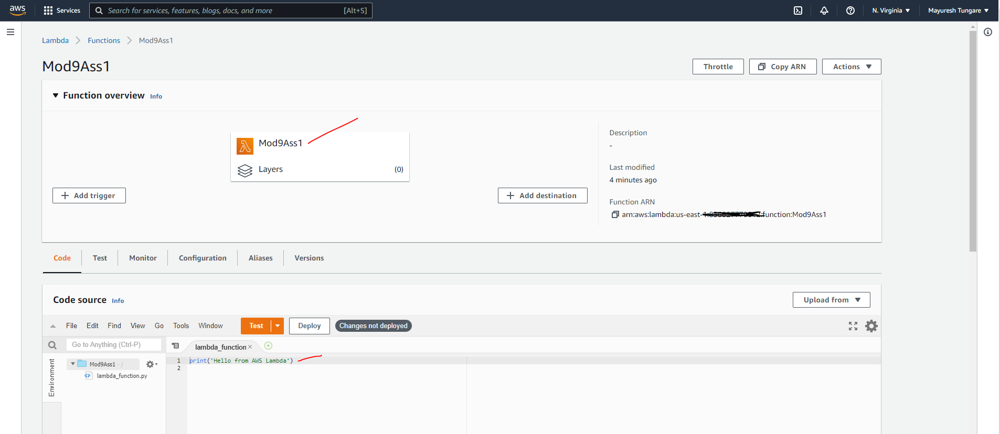 aws Services Search for services, features, blogs, docs, and more [Alt+S] N. Virginia Mayuresh Tungare
Lambda Functions Mod9Ass1
Mod9Ass1
Throttle Copy ARN Actions
Function overview Info
Mod9Ass1
Layers (0)
Add trigger
Add destination
Description
-
Last modified
4 minutes ago
Function ARN
arn:aws:lambda:us-east- function:Mod9Ass1
Code Test Monitor Configuration Aliases Versions
Code source Info
Upload from
File Edit Find View Go Tools Window Test Deploy Changes not deployed
Go to Anything (Ctrl-P)
lambda_function
Environment
Mod9Ass1 - /
lambda_function.py
1 print('Hello from AWS Lambda')
2